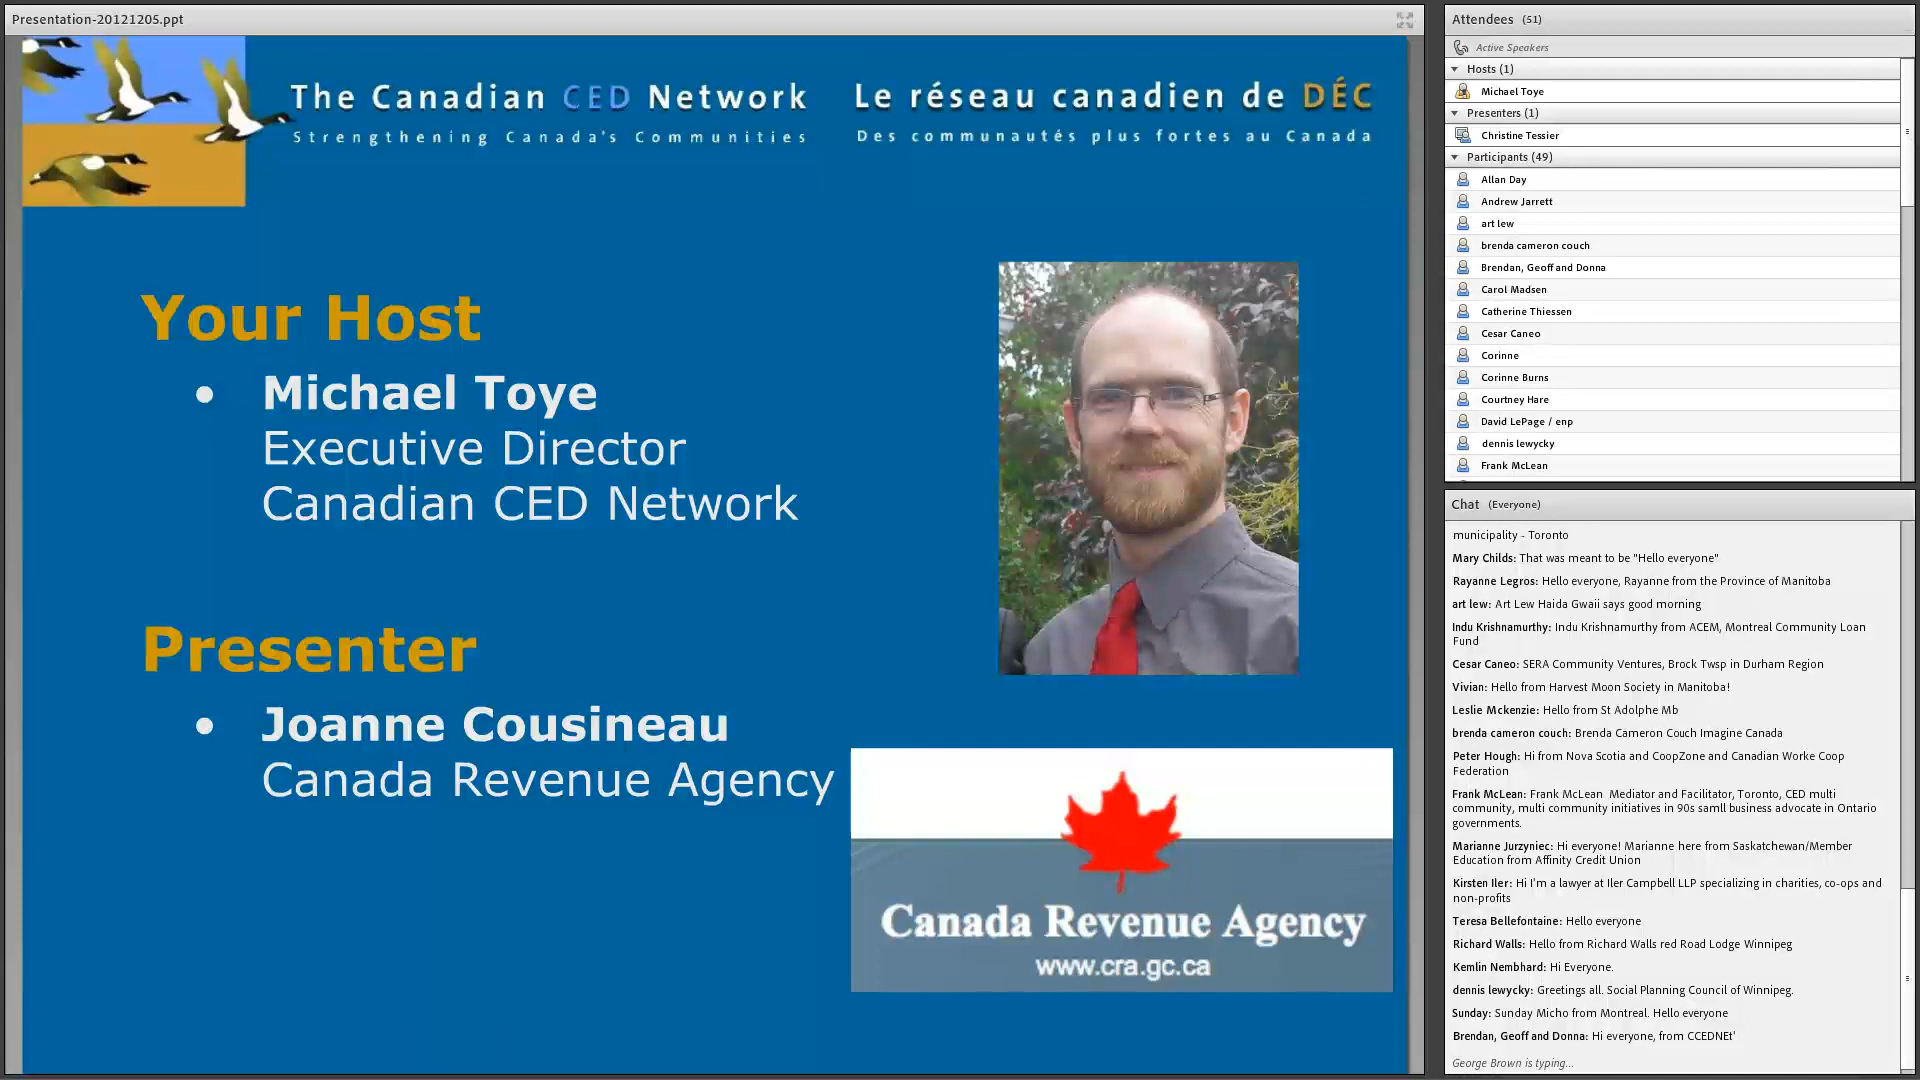 Presentation-20121205.ppt
The Canadian CED Network
Strengthening Canada's Communities
Le réseau canadien de DÉC
Des communautés plus fortes au Canada
Your Host
• Michael Toye
Executive Director
Canadian CED Network
Presenter
• Joanne Cousineau
Canada Revenue Agency
Canada Revenue Agency
www.cra.gc.ca
Attendees (51)
Active Speakers
Hosts (1)
Michael Toye
Presenters (1)
Christine Tessier
Participants (49)
Allan Day
Andrew Jarrett
art lew
brenda cameron couch
Brendan, Geoff and Donna
Carol Madsen
Catherine Thiessen
Cesar Caneo
Corinne
Corinne Burns
Courtney Hare
David LePage / enp
dennis lewycky
Frank McLean
Chat (Everyone)
municipality - Toronto
Mary Childs: That was meant to be "Hello everyone"
Rayanne Legros: Hello everyone, Rayanne from the Province of Manitoba
art lew: Art Lew Haida Gwaii says good morning
Indu Krishnamurthy: Indu Krishnamurthy from ACEM, Montreal Community Loan
Fund
Cesar Caneo: SERA Community Ventures, Brock Twsp in Durham Region
Vivian: Hello from Harvest Moon Society in Manitoba!
Leslie Mckenzie: Hello from St Adolphe Mb
brenda cameron couch: Brenda Cameron Couch Imagine Canada
Peter Hough: Hi from Nova Scotia and CoopZone and Canadian Worke Coop
Federation
Frank McLean: Frank McLean Mediator and Facilitator, Toronto, CED multi
community, multi community initiatives in 90s samll business advocate in Ontario
governments.
Marianne Jurzyniec: Hi everyone! Marianne here from Saskatchewan/Member
Education from Affinity Credit Union
Kirsten Iler: Hi I'm a lawyer at Iler Campbell LLP specializing in charities, co-ops and
non-profits
Teresa Bellefontaine: Hello everyone
Richard Walls: Hello from Richard Walls red Road Lodge Winnipeg
Kemlin Nembhard: Hi Everyone.
dennis lewycky: Greetings all. Social Planning Council of Winnipeg.
Sunday: Sunday Micho from Montreal. Hello everyone
Brendan, Geoff and Donna: Hi everyone, from CCEDNEt'
George Brown is typing...